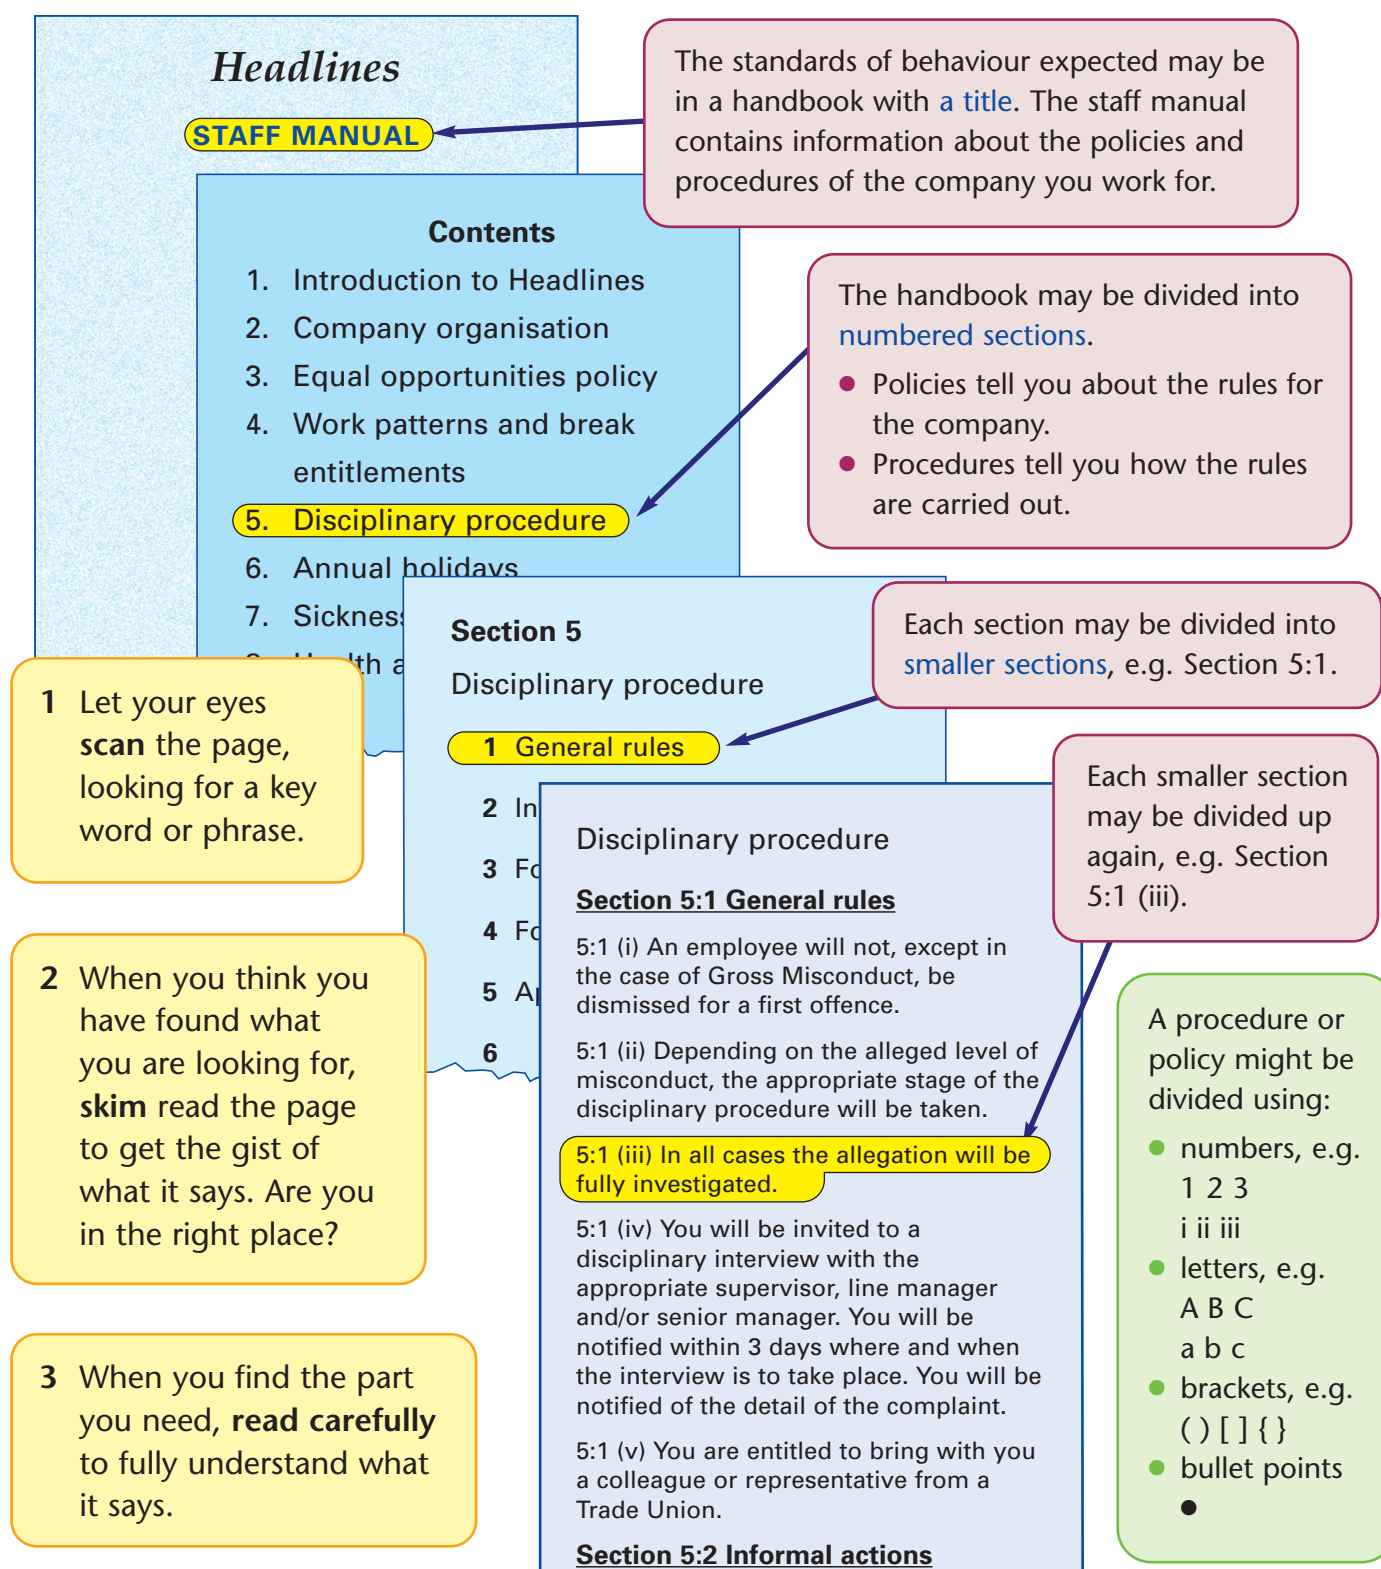 Headlines
STAFF MANUAL
The standards of behaviour expected may be
in a handbook with a title. The staff manual
contains information about the policies and
procedures of the company you work for.
Contents
1. Introduction to Headlines
2. Company organisation
3. Equal opportunities policy
4. Work patterns and break
entitlements
5. Disciplinary procedure
6. Annual holidays
7. Sicknes
The handbook may be divided into
numbered sections.
● Policies tell you about the rules for
the company.
● Procedures tell you how the rules
are carried out.
Section 5
Disciplinary procedure
1 General rules
2 In
3 Fo
4 Fo
5 Ap
6
Each section may be divided into
smaller sections, e.g. Section 5:1.
Each smaller section
may be divided up
again, e.g. Section
5:1 (iii).
Disciplinary procedure
Section 5:1 General rules
5:1 (i) An employee will not, except in
the case of Gross Misconduct, be
dismissed for a first offence.
5:1 (ii) Depending on the alleged level of
misconduct, the appropriate stage of the
disciplinary procedure will be taken.
5:1 (iii) In all cases the allegation will be
fully investigated.
5:1 (iv) You will be invited to a
disciplinary interview with the
appropriate supervisor, line manager
and/or senior manager. You will be
notified within 3 days where and when
the interview is to take place. You will be
notified of the detail of the complaint.
5:1 (v) You are entitled to bring with you
a colleague or representative from a
Trade Union.
Section 5:2 Informal actions
1 Let your eyes
scan the page,
looking for a key
word or phrase.
2 When you think you
have found what
you are looking for,
skim read the page
to get the gist of
what it says. Are you
in the right place?
3 When you find the part
you need, read carefully
to fully understand what
it says.
A procedure or
policy might be
divided using:
● numbers, e.g.
1 2 3
i ii iii
● letters, e.g.
A B C
a b c
● brackets, e.g.
( ) [ ] { }
● bullet points
●